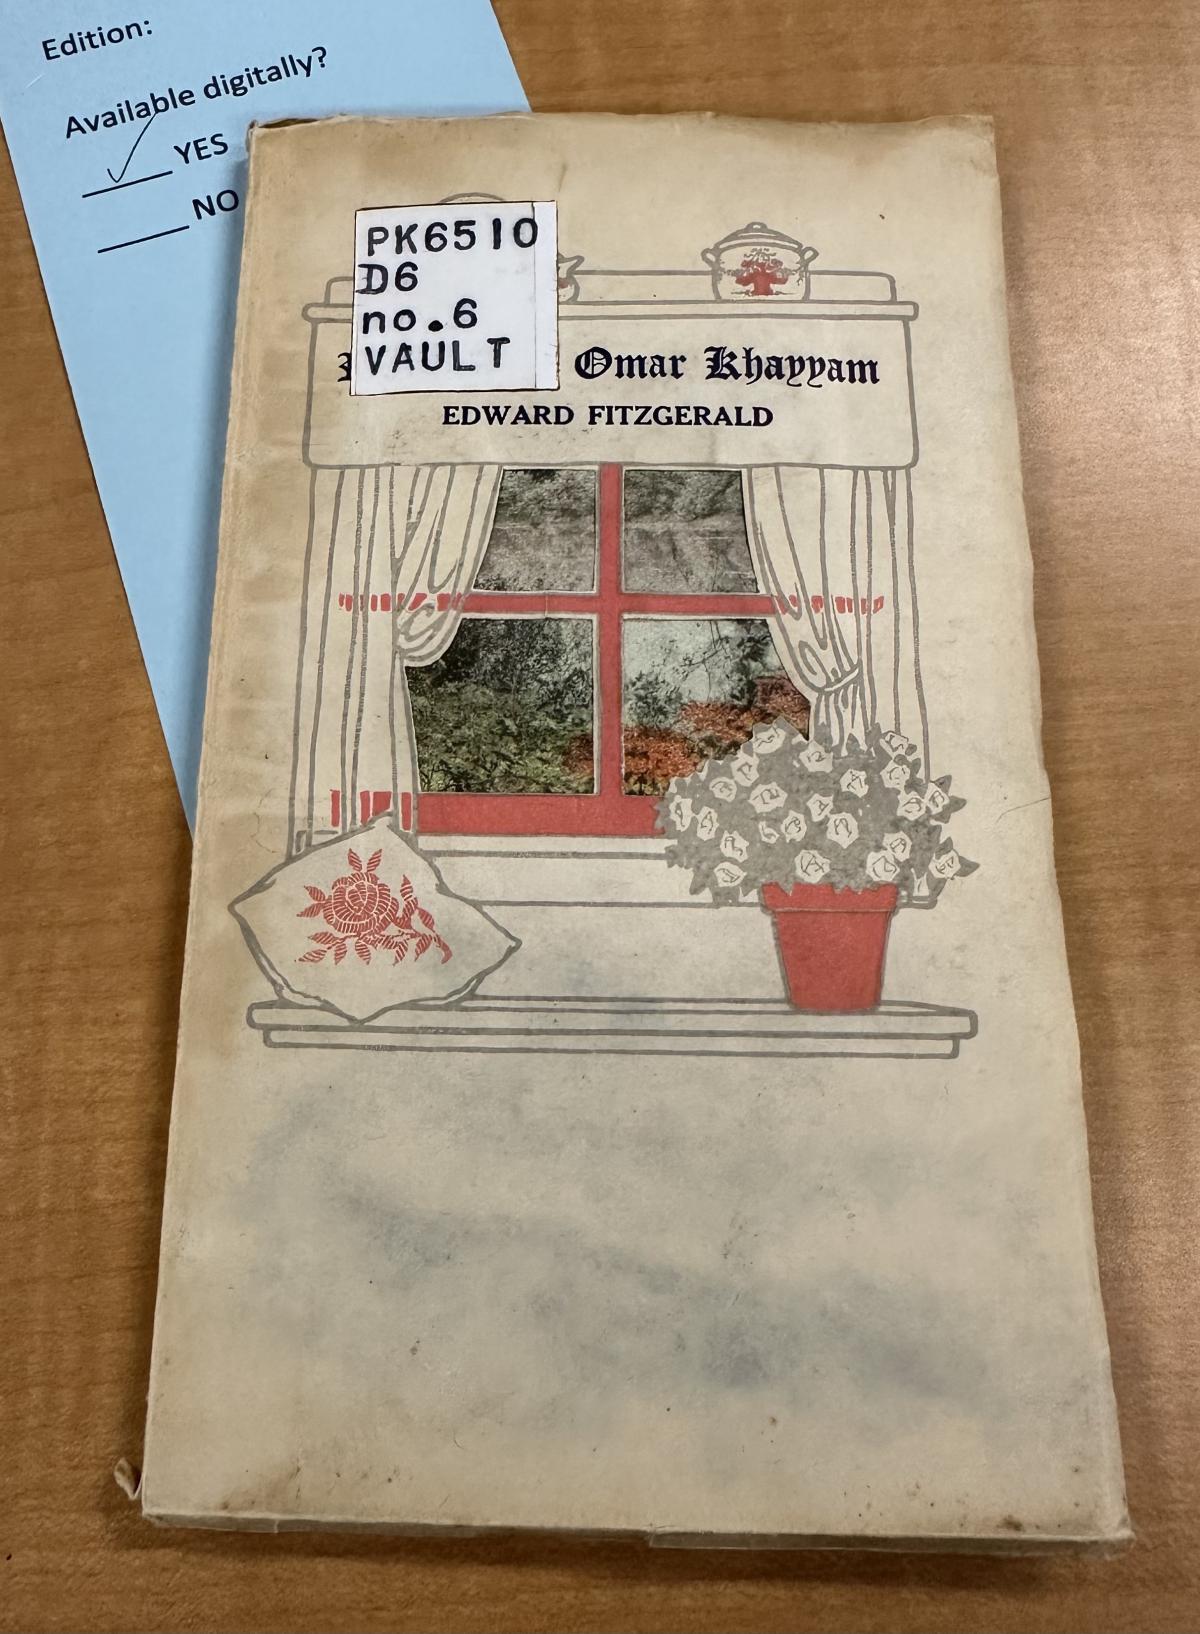 Edition:
Available digitally?
YES
NO
PK6510
D6
no.6
VAULT
Omar Khayyam
EDWARD FITZGERALD